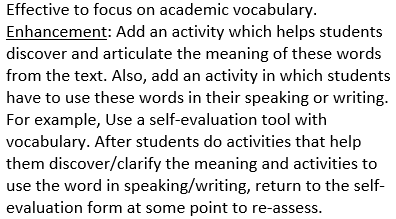 Effective to focus on academic vocabulary.
Enhancement: Add an activity which helps students
discover and articulate the meaning of these words
from the text. Also, add an activity in which students
have to use these words in their speaking or writing.
For example, Use a self-evaluation tool with
vocabulary. After students do activities that help
them discover/clarify the meaning and activities to
use the word in speaking/writing, return to the self-
evaluation form at some point to re-assess.